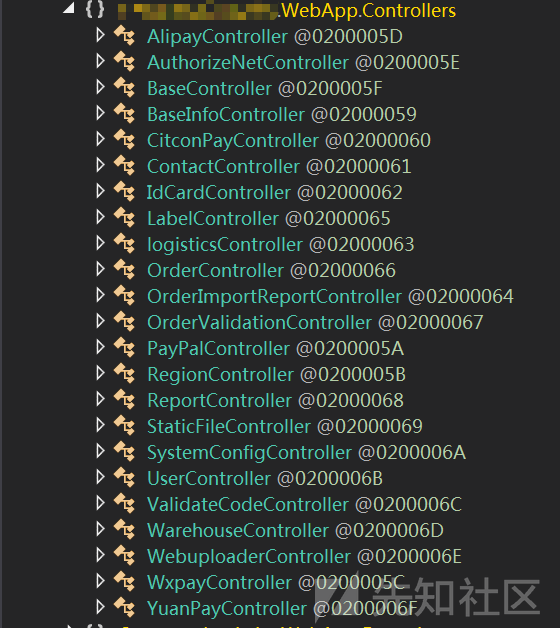 {} .WebApp.Controllers
AlipayController @0200005D
AuthorizeNetController @0200005E
BaseController @0200005F
BaseInfoController @02000059
CitconPayController @02000060
ContactController @02000061
IdCardController @02000062
LabelController @02000065
logisticsController @02000063
OrderController @02000066
OrderImportReportController @02000064
OrderValidationController @02000067
PayPalController @0200005A
RegionController @0200005B
ReportController @02000068
StaticFileController @02000069
SystemConfigController @0200006A
UserController @0200006B
ValidateCodeController @0200006C
WarehouseController @0200006D
WebuploaderController @0200006E
WxpayController @0200005C
YuanPayController @0200006F
先知社区